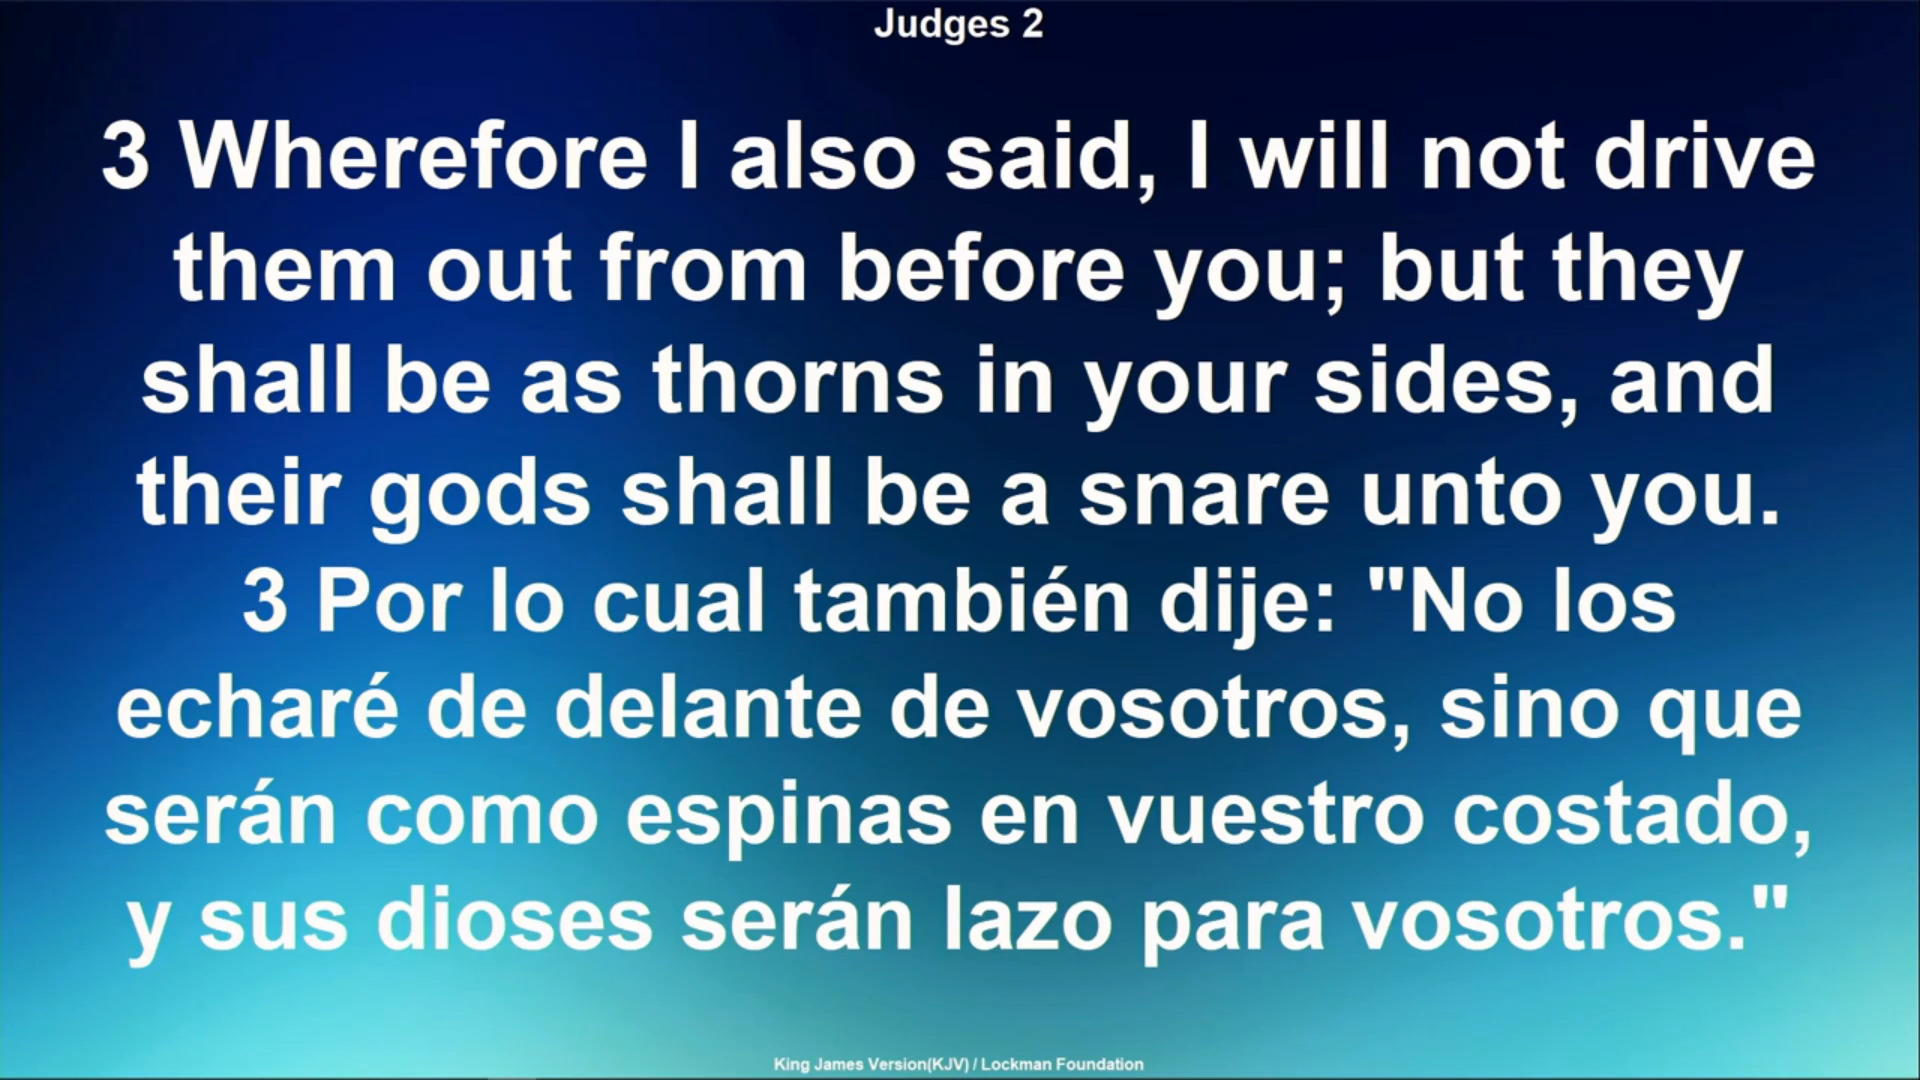 Judges 2
3 Wherefore I also said, I will not drive
them out from before you; but they
shall be as thorns in your sides, and
their gods shall be a snare unto you.
3 Por lo cual también dije: "No los
echaré de delante de vosotros, sino que
serán como espinas en vuestro costado,
y sus dioses serán lazo para vosotros."
King James Version(KJV) / Lockman Foundation